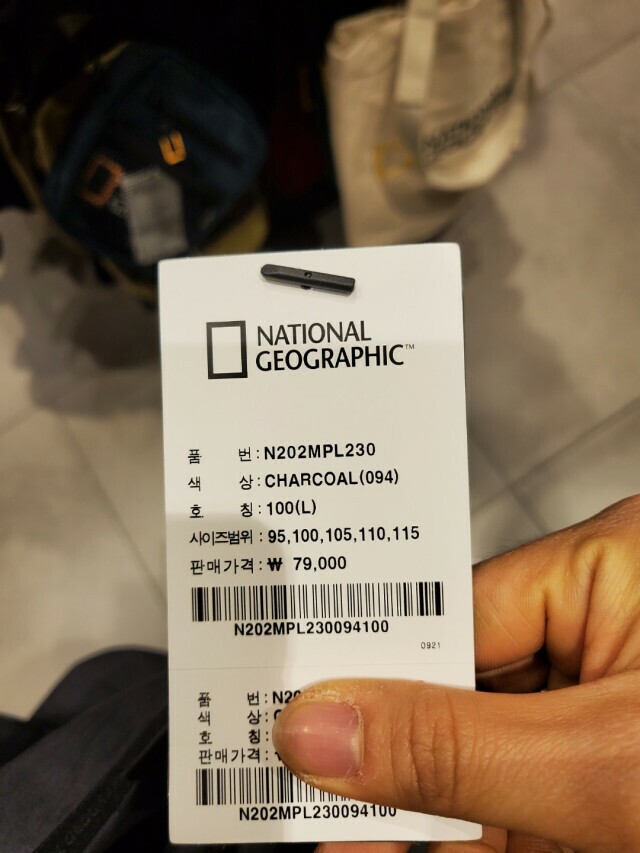 NATIONAL
GEOGRAPHIC™
품 번 : N202MPL230
색 상 : CHARCOAL(094)
호 칭 : 100(L)
사이즈범위 : 95,100,105,110,115
판매가격 : ₩ 79,000
N202MPL230094100
0921
품 번 : N20
색 상 :
호 칭 :
판매가격 :
N202MPL230094100